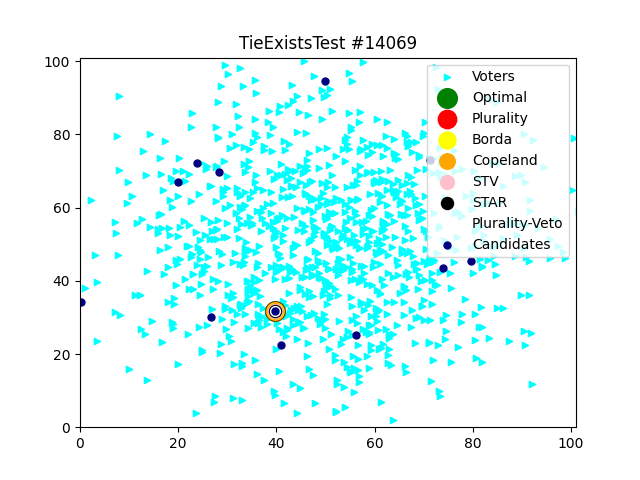 TieExistsTest #14069
100
80
60
40
20
0
0
20
40
60
80
100
Voters
Optimal
Plurality
Borda
Copeland
STV
STAR
Plurality-Veto
Candidates